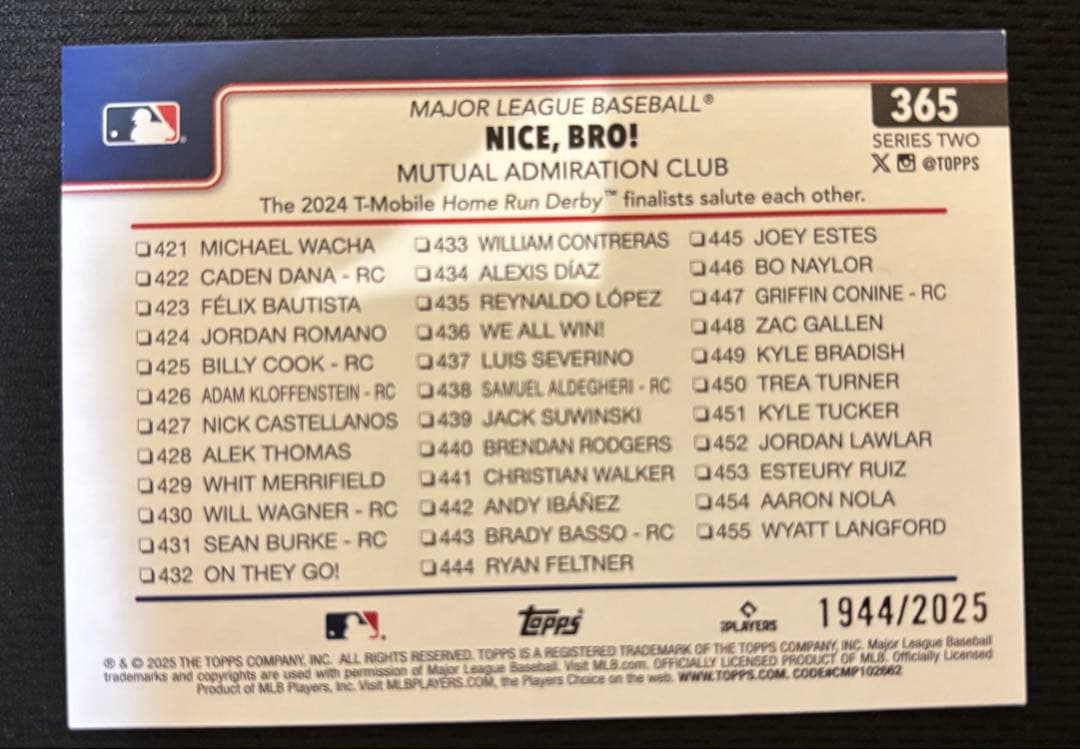 MAJOR LEAGUE BASEBALL®
365
NICE, BRO!
SERIES TWO
MUTUAL ADMIRATION CLUB
@TOPPS
The 2024 T-Mobile Home Run Derby™ finalists salute each other.
421 MICHAEL WACHA
422 CADEN DANA - RC
423 FÉLIX BAUTISTA
424 JORDAN ROMANO
425 BILLY COOK - RC
426 ADAM KLOFFENSTEIN - RC
427 NICK CASTELLANOS
428 ALEK THOMAS
429 WHIT MERRIFIELD
430 WILL WAGNER - RC
431 SEAN BURKE - RC
432 ON THEY GO!
433 WILLIAM CONTRERAS
434 ALEXIS DÍAZ
435 REYNALDO LÓPEZ
436 WE ALL WIN!
437 LUIS SEVERINO
438 SAMUEL ALDEGHERI - RC
439 JACK SUWINSKI
440 BRENDAN RODGERS
441 CHRISTIAN WALKER
442 ANDY IBÁÑEZ
443 BRADY BASSO - RC
444 RYAN FELTNER
445 JOEY ESTES
446 BO NAYLOR
447 GRIFFIN CONINE - RC
448 ZAC GALLEN
449 KYLE BRADISH
450 TREA TURNER
451 KYLE TUCKER
452 JORDAN LAWLAR
453 ESTEURY RUIZ
454 AARON NOLA
455 WYATT LANGFORD
Topps
PLAYERS
1944/2025
® & © 2025 THE TOPPS COMPANY, INC. ALL RIGHTS RESERVED. TOPPS IS A REGISTERED TRADEMARK OF THE TOPPS COMPANY, INC. Major League Baseball
trademarks and copyrights are used with permission of Major League Baseball. Visit MLB.com. OFFICIALLY LICENSED PRODUCT OF MLB. Officially Licensed
Product of MLB Players, Inc. Visit MLBPLAYERS.COM, the Players Choice on the web. WWW.TOPPS.COM. CODE#CMP102662